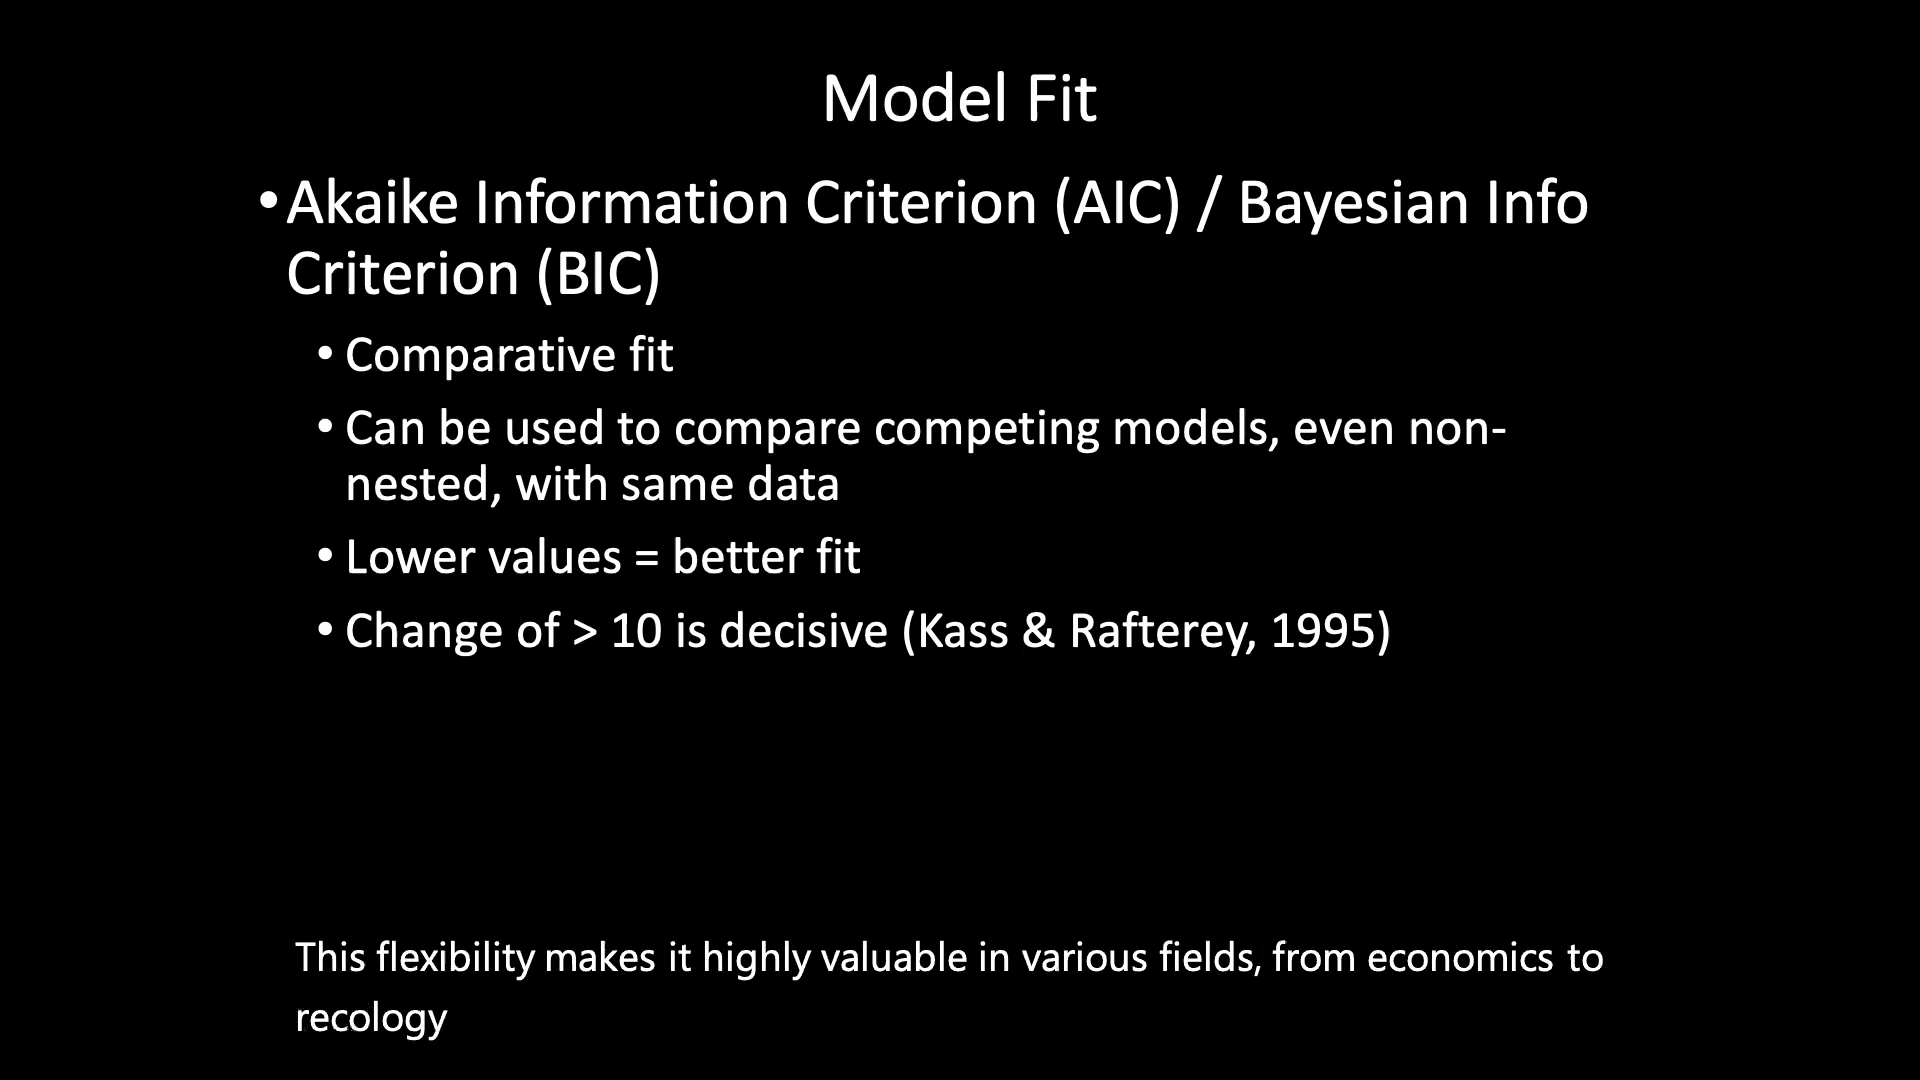 Model Fit
•Akaike Information Criterion (AIC) / Bayesian Info
Criterion (BIC)
• Comparative fit
• Can be used to compare competing models, even non-
nested, with same data
• Lower values = better fit
• Change of > 10 is decisive (Kass & Rafterey, 1995)
This flexibility makes it highly valuable in various fields, from economics to
recology